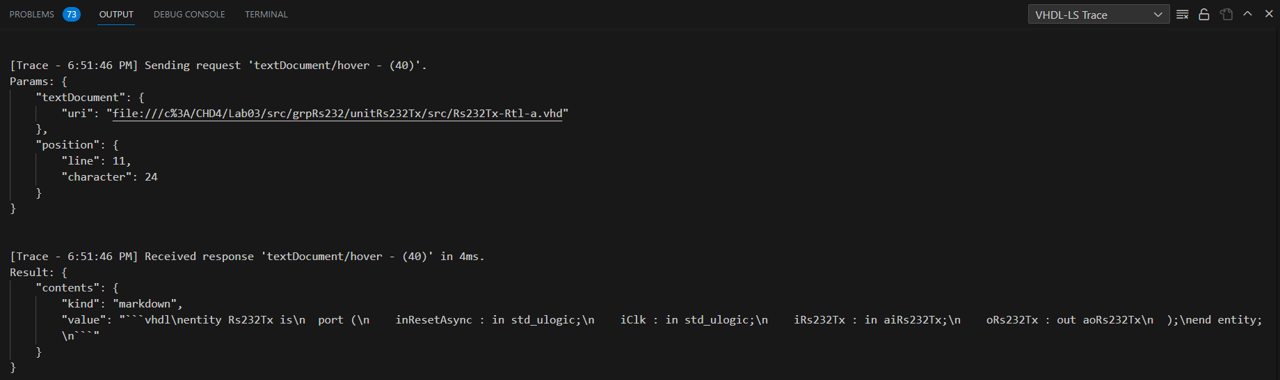 PROBLEMS 73 OUTPUT DEBUG CONSOLE TERMINAL VHDL-LS Trace
[Trace - 6:51:46 PM] Sending request 'textDocument/hover - (40)'.
Params: {
    "textDocument": {
        "uri": "file:///c%3A/CHD4/Lab03/src/grpRs232/unitRs232Tx/src/Rs232Tx-Rtl-a.vhd"
    },
    "position": {
        "line": 11,
        "character": 24
    }
}
[Trace - 6:51:46 PM] Received response 'textDocument/hover - (40)' in 4ms.
Result: {
    "contents": {
        "kind": "markdown",
        "value": "```vhdl\nentity Rs232Tx is\n  port (\n    inResetAsync : in std_ulogic;\n    iClk : in std_ulogic;\n    iRs232Tx : in aiRs232Tx;\n    oRs232Tx : out aoRs232Tx\n  );\nend entity;
        \n```"
    }
}